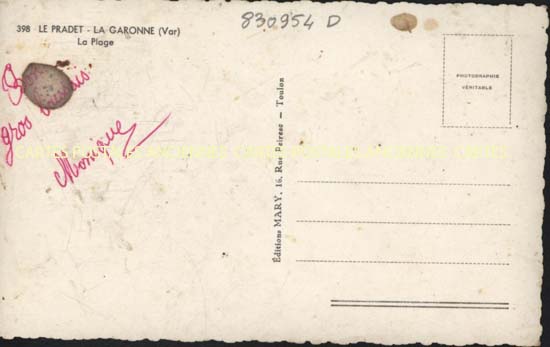 830954 D
398 LE PRADET - LA GARONNE (Var)
La Plage
gros
Monique
Éditions MARY, 16, Rue Peiresc — Toulon
PHOTOGRAPHIE
VÉRITABLE